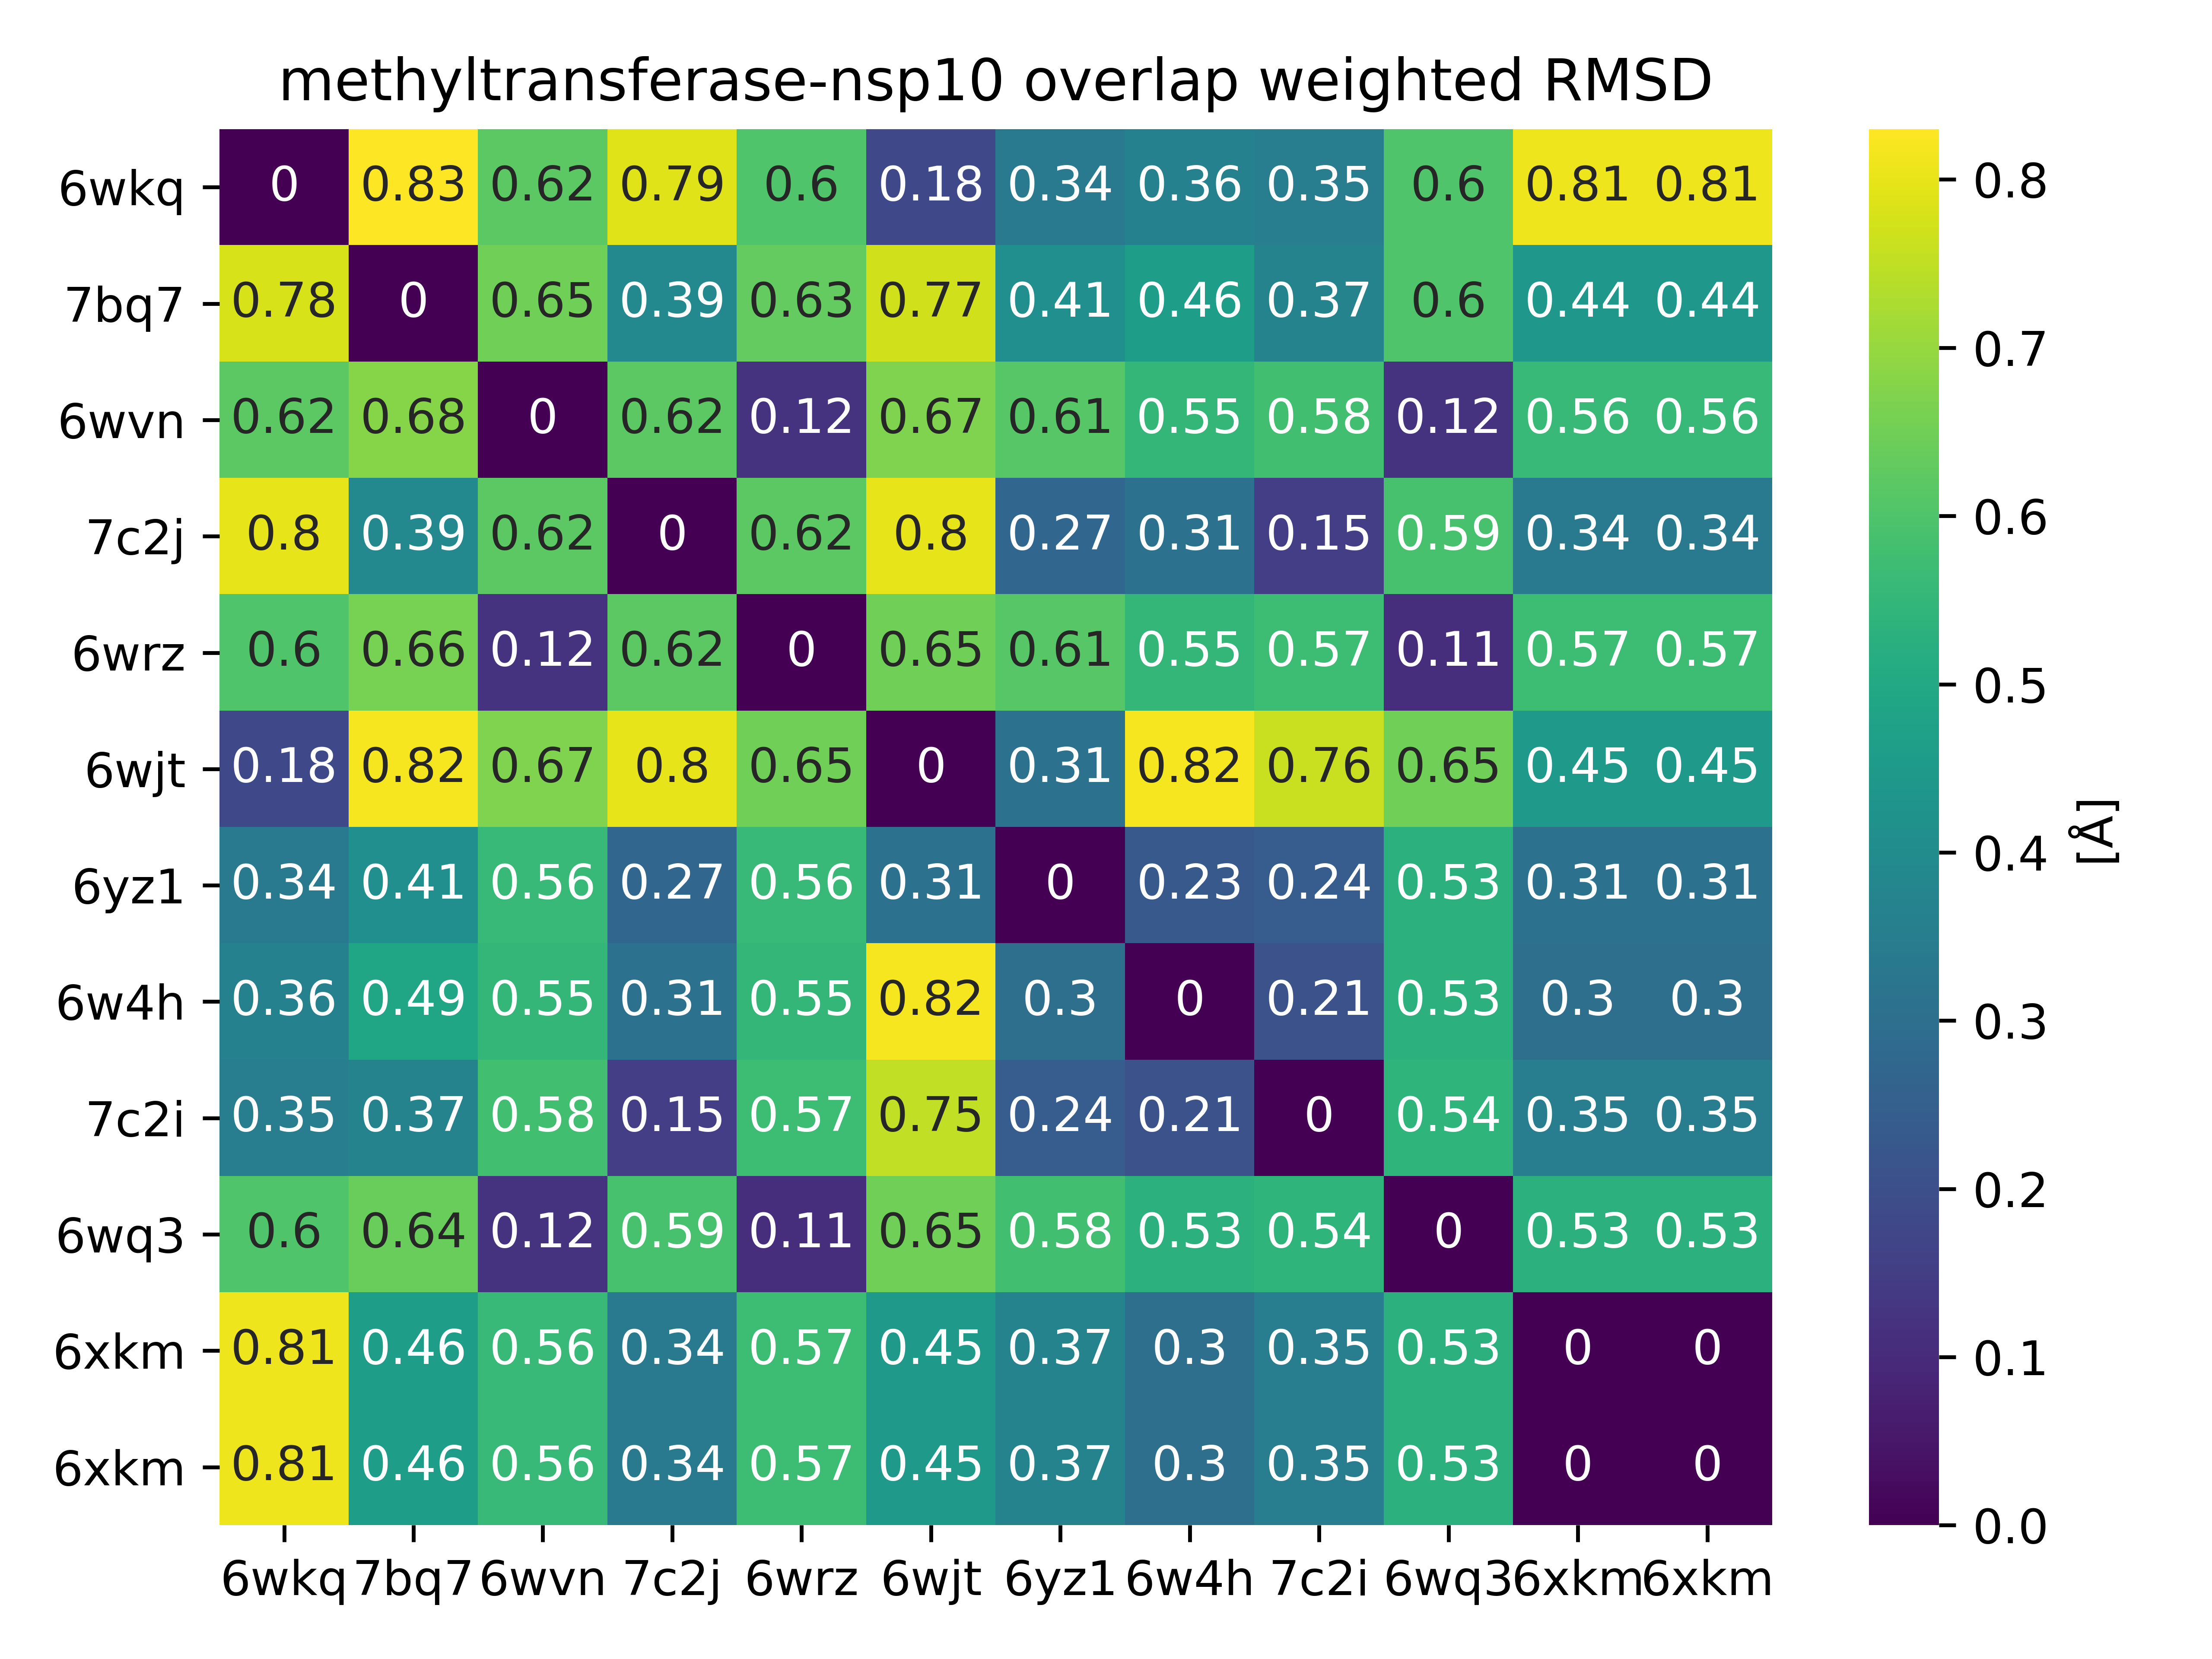 methyltransferase-nsp10 overlap weighted RMSD
6wkq 0 0.83 0.62 0.79 0.6 0.18 0.34 0.36 0.35 0.6 0.81 0.81
7bq7 0.78 0 0.65 0.39 0.63 0.77 0.41 0.46 0.37 0.6 0.44 0.44
6wvn 0.62 0.68 0 0.62 0.12 0.67 0.61 0.55 0.58 0.12 0.56 0.56
7c2j 0.8 0.39 0.62 0 0.62 0.8 0.27 0.31 0.15 0.59 0.34 0.34
6wrz 0.6 0.66 0.12 0.62 0 0.65 0.61 0.55 0.57 0.11 0.57 0.57
6wjt 0.18 0.82 0.67 0.8 0.65 0 0.31 0.82 0.76 0.65 0.45 0.45
6yz1 0.34 0.41 0.56 0.27 0.56 0.31 0 0.23 0.24 0.53 0.31 0.31
6w4h 0.36 0.49 0.55 0.31 0.55 0.82 0.3 0 0.21 0.53 0.3 0.3
7c2i 0.35 0.37 0.58 0.15 0.57 0.75 0.24 0.21 0 0.54 0.35 0.35
6wq3 0.6 0.64 0.12 0.59 0.11 0.65 0.58 0.53 0.54 0 0.53 0.53
6xkm 0.81 0.46 0.56 0.34 0.57 0.45 0.37 0.3 0.35 0.53 0 0
6xkm 0.81 0.46 0.56 0.34 0.57 0.45 0.37 0.3 0.35 0.53 0 0
6wkq 7bq7 6wvn 7c2j 6wrz 6wjt 6yz1 6w4h 7c2i 6wq3 6xkm 6xkm
0.8
0.7
0.6
0.5
0.4
0.3
0.2
0.1
0.0
[Å]